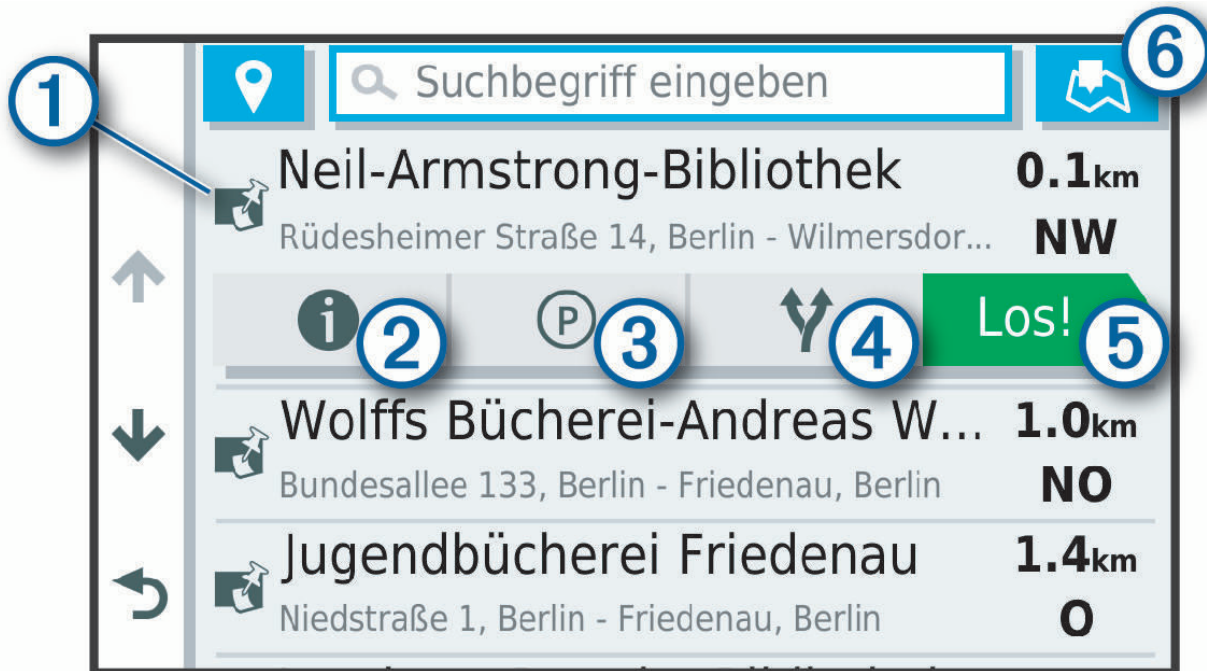 6
1
Suchbegriff eingeben
Neil-Armstrong-Bibliothek 0.1km
Rüdesheimer Straße 14, Berlin - Wilmersdor... NW
i 2 P 3 4 Los! 5
Wolffs Bücherei-Andreas W... 1.0km
Bundesallee 133, Berlin - Friedenau, Berlin NO
Jugendbücherei Friedenau 1.4km
Niedstraße 1, Berlin - Friedenau, Berlin O